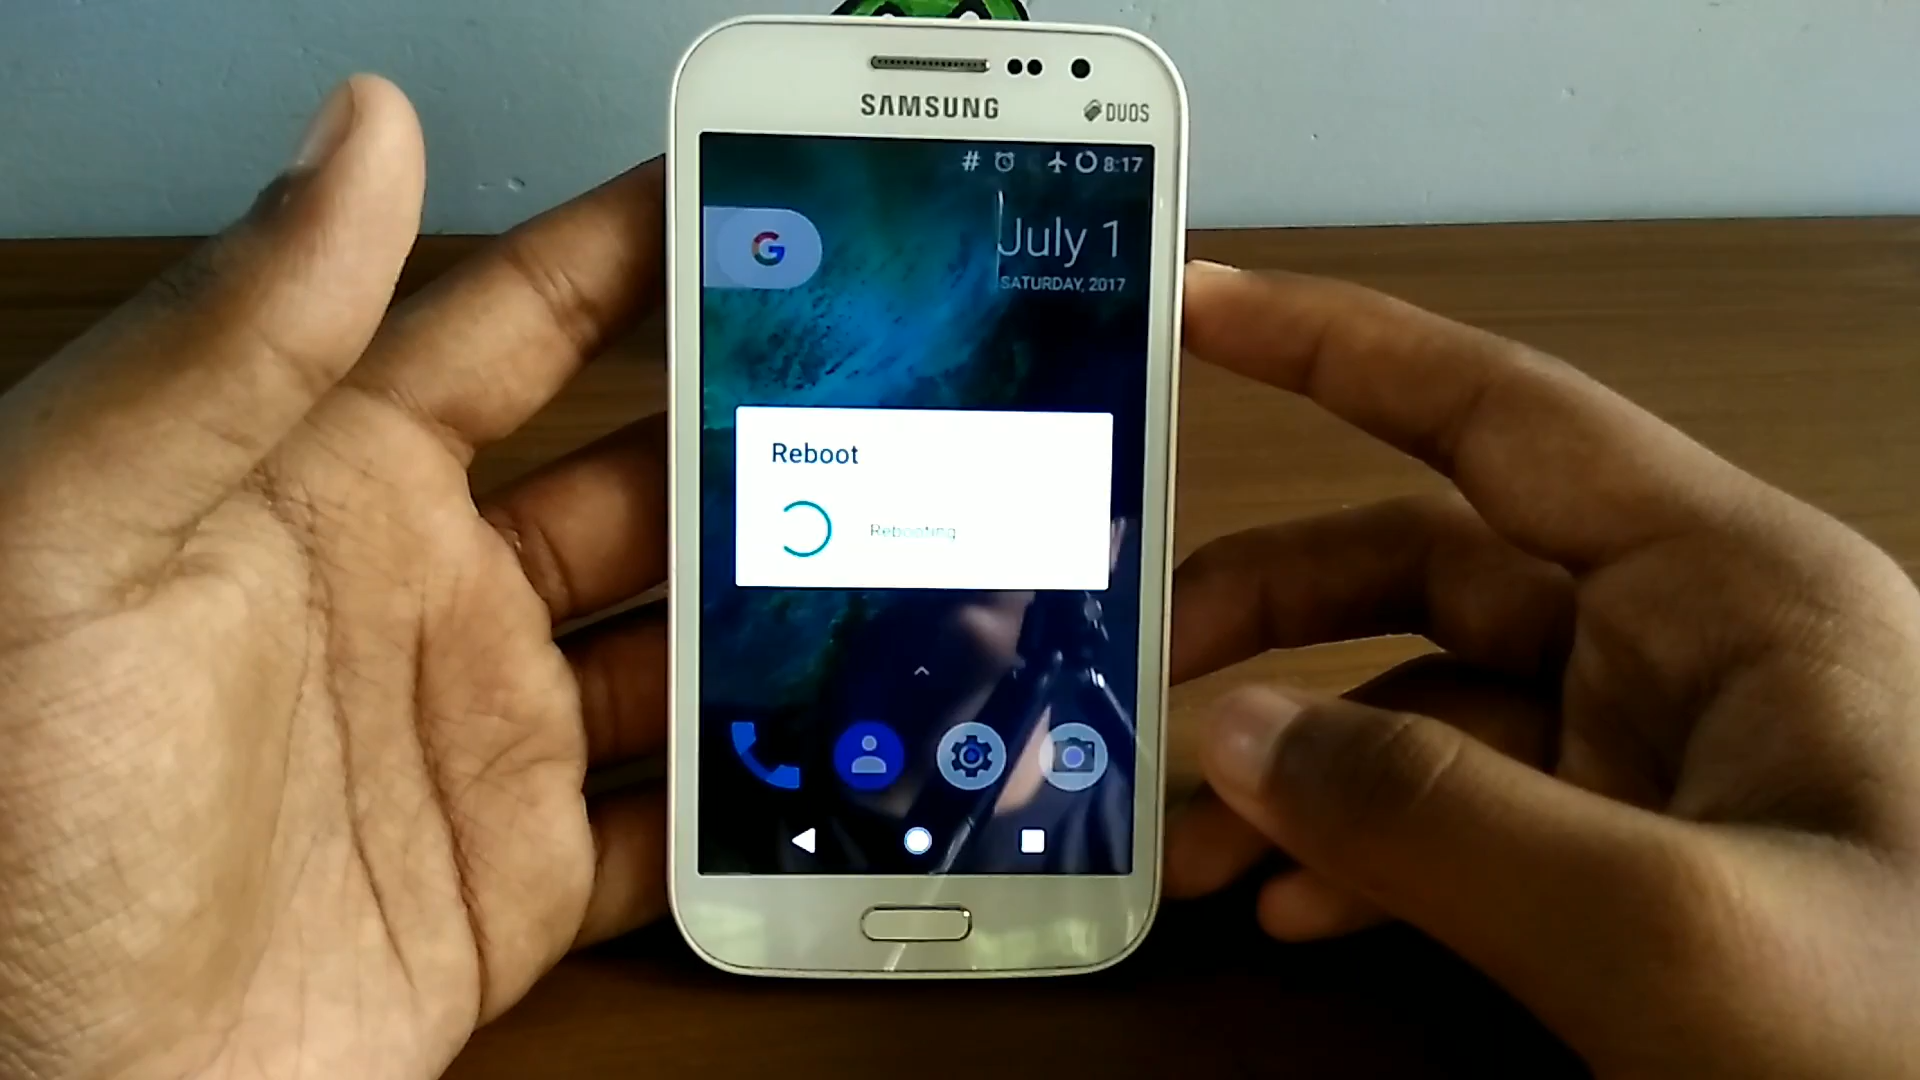 SAMSUNG
DUOS
# 8:17
G
July 1
SATURDAY, 2017
Reboot
Rebooting